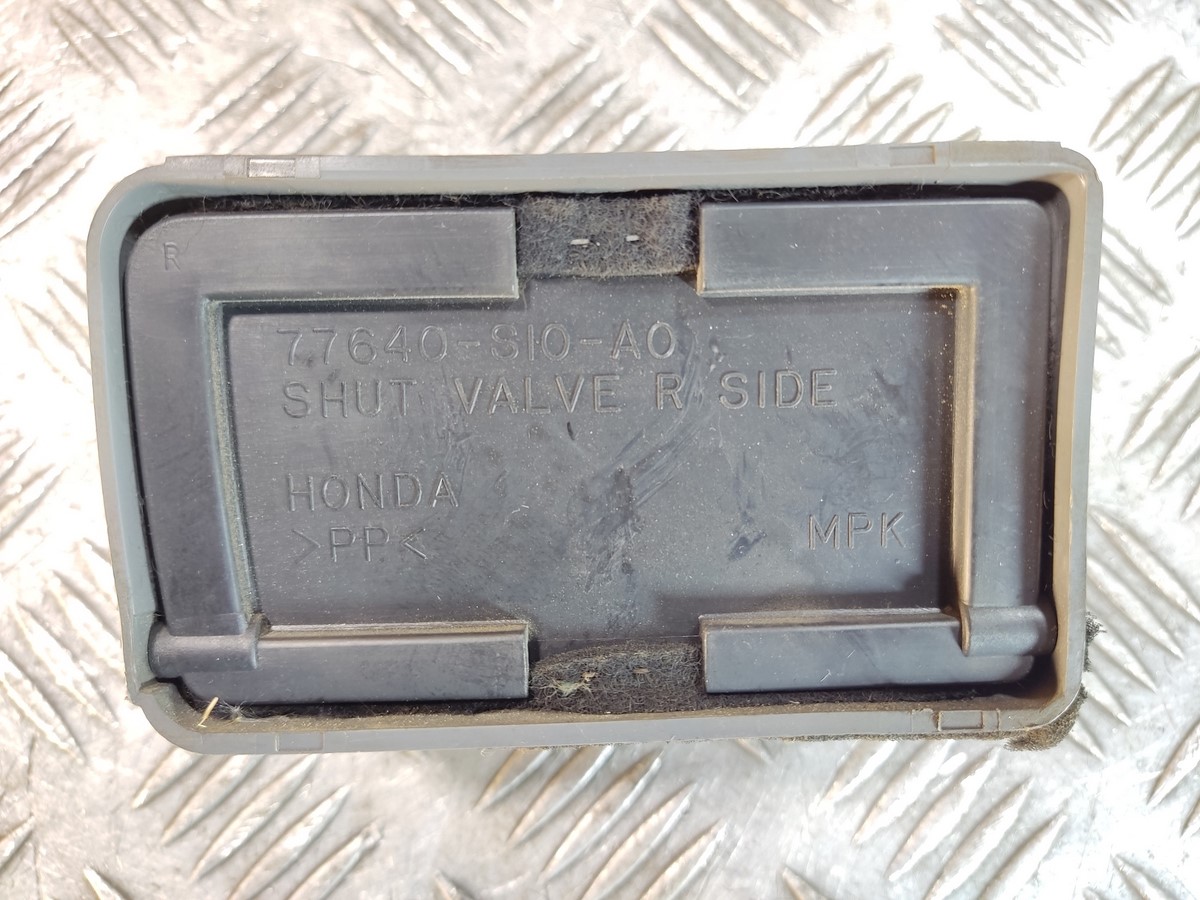 R
77640-S10-A0
SHUT VALVE R SIDE
HONDA
>PP<
MPK